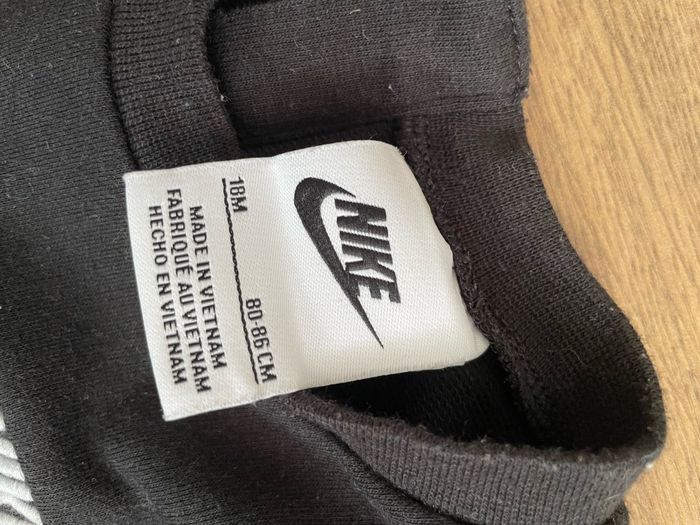 NIKE
18M 80-86 CM
MADE IN VIETNAM
FABRIQUÉ AU VIETNAM
HECHO EN VIETNAM